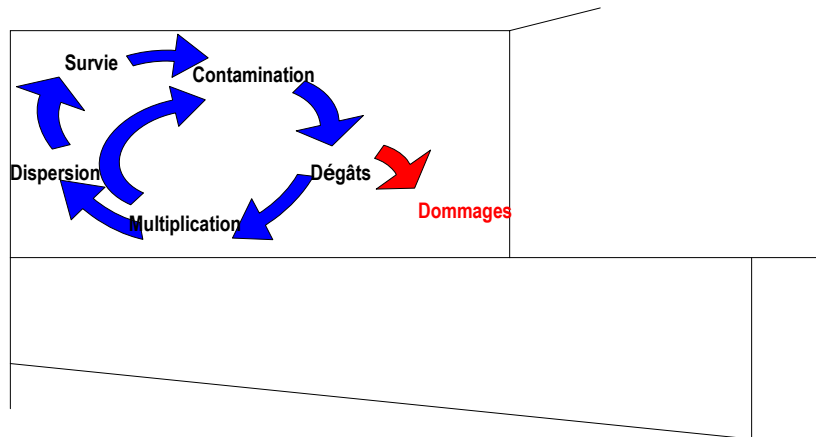 Survie
Contamination
Dispersion
Dégâts
Multiplication
Dommages